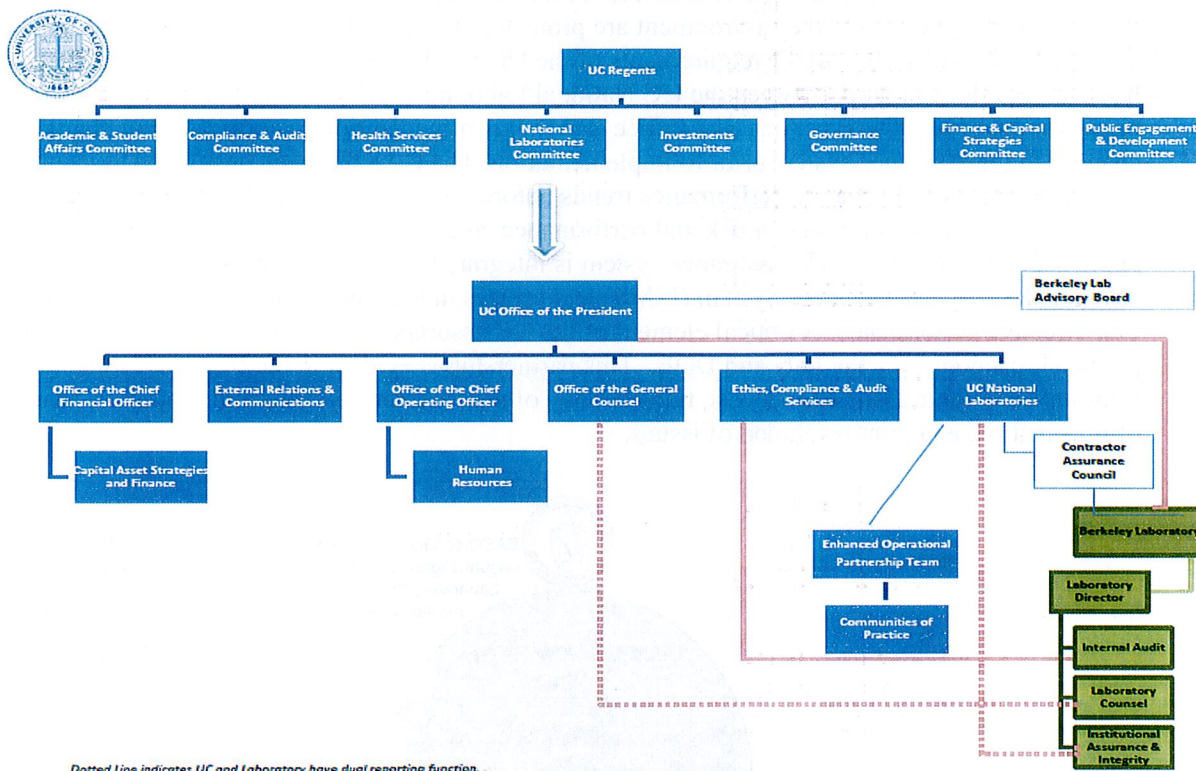 THE · UNIVERSITY · OF · CALIFORNIA
· 1868 ·
UC Regents
Academic & Student
Affairs Committee
Compliance & Audit
Committee
Health Services
Committee
National
Laboratories
Committee
Investments
Committee
Governance
Committee
Finance & Capital
Strategies
Committee
Public Engagement
& Development
Committee
UC Office of the President
Berkeley Lab
Advisory Board
Office of the Chief
Financial Officer
External Relations &
Communications
Office of the Chief
Operating Officer
Office of the General
Counsel
Ethics, Compliance & Audit
Services
UC National
Laboratories
Capital Asset Strategies
and Finance
Human
Resources
Contractor
Assurance
Council
Berkeley Laboratory
Enhanced Operational
Partnership Team
Laboratory
Director
Communities of
Practice
Internal Audit
Laboratory
Counsel
Institutional
Assurance &
Integrity
Dotted Line indicates UC and Laboratory have dual reporting function.